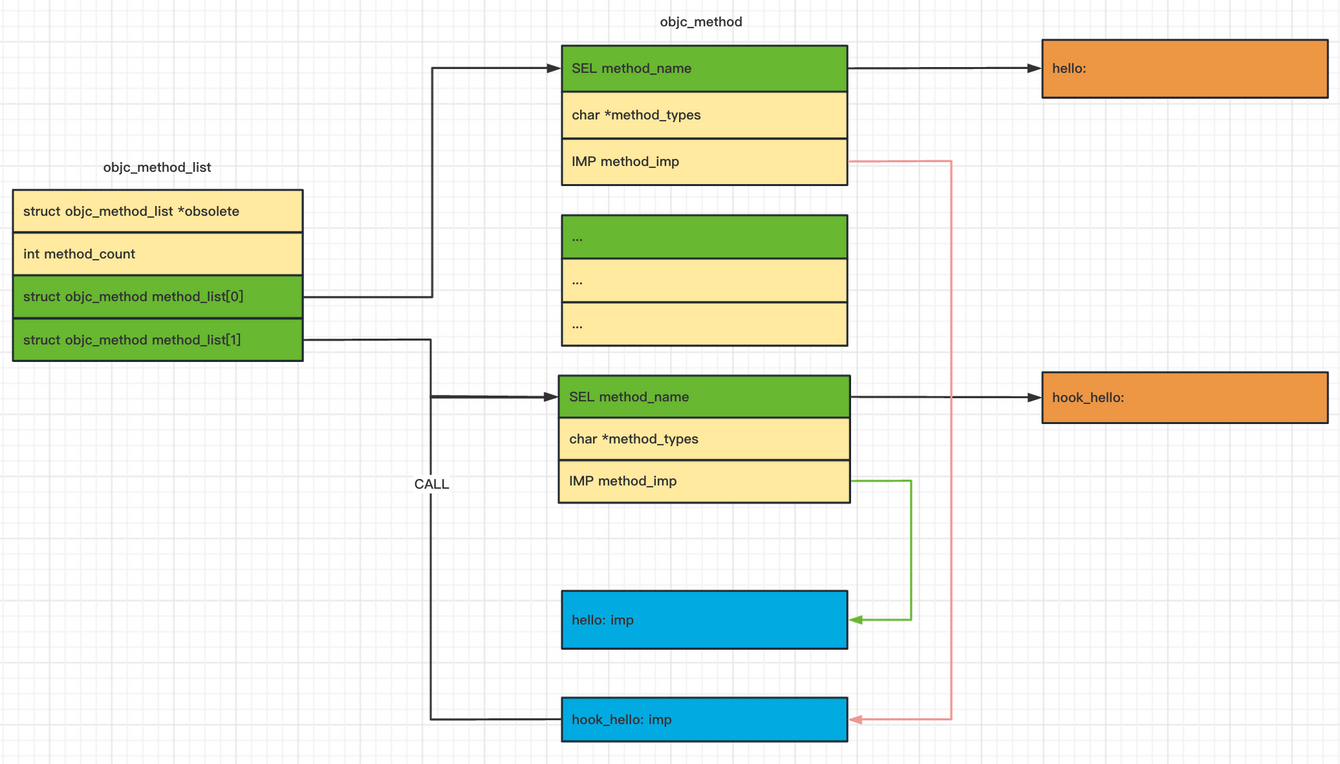 objc_method
SEL method_name
hello:
char *method_types
IMP method_imp
objc_method_list
struct objc_method_list *obsolete
int method_count
struct objc_method method_list[0]
struct objc_method method_list[1]
...
...
...
SEL method_name
hook_hello:
char *method_types
IMP method_imp
CALL
hello: imp
hook_hello: imp